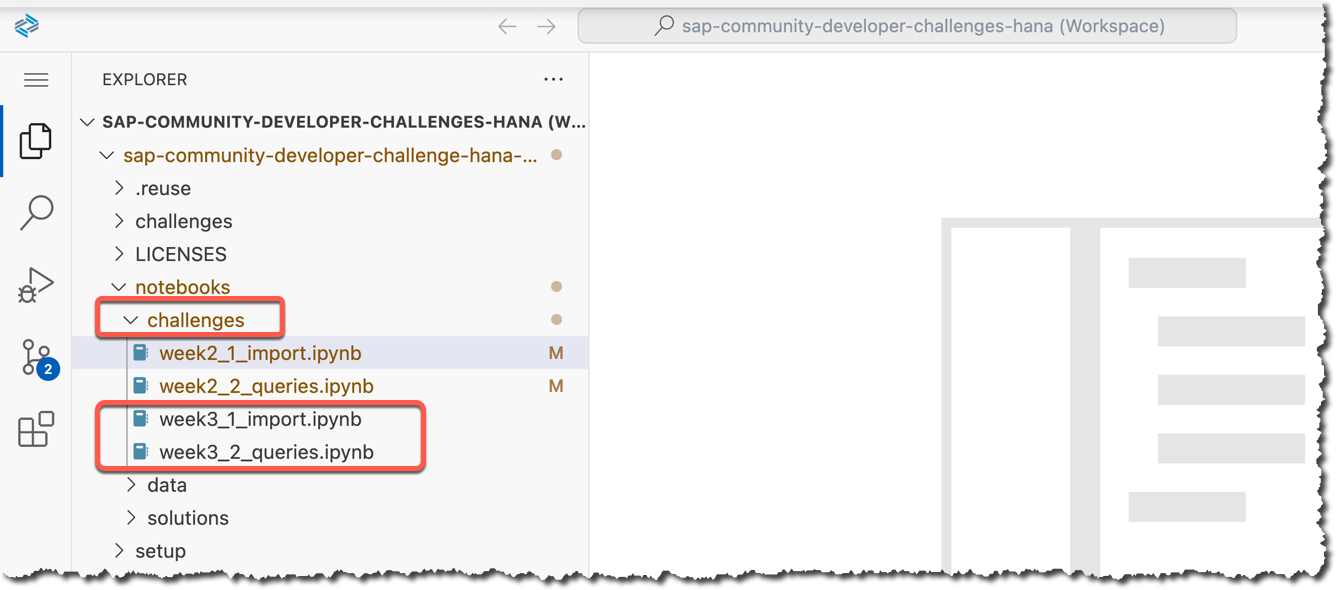 sap-community-developer-challenges-hana (Workspace)
EXPLORER
SAP-COMMUNITY-DEVELOPER-CHALLENGES-HANA (W...
sap-community-developer-challenge-hana-...
.reuse
challenges
LICENSES
notebooks
challenges
week2_1_import.ipynb M
week2_2_queries.ipynb M
week3_1_import.ipynb
2
week3_2_queries.ipynb
data
solutions
setup